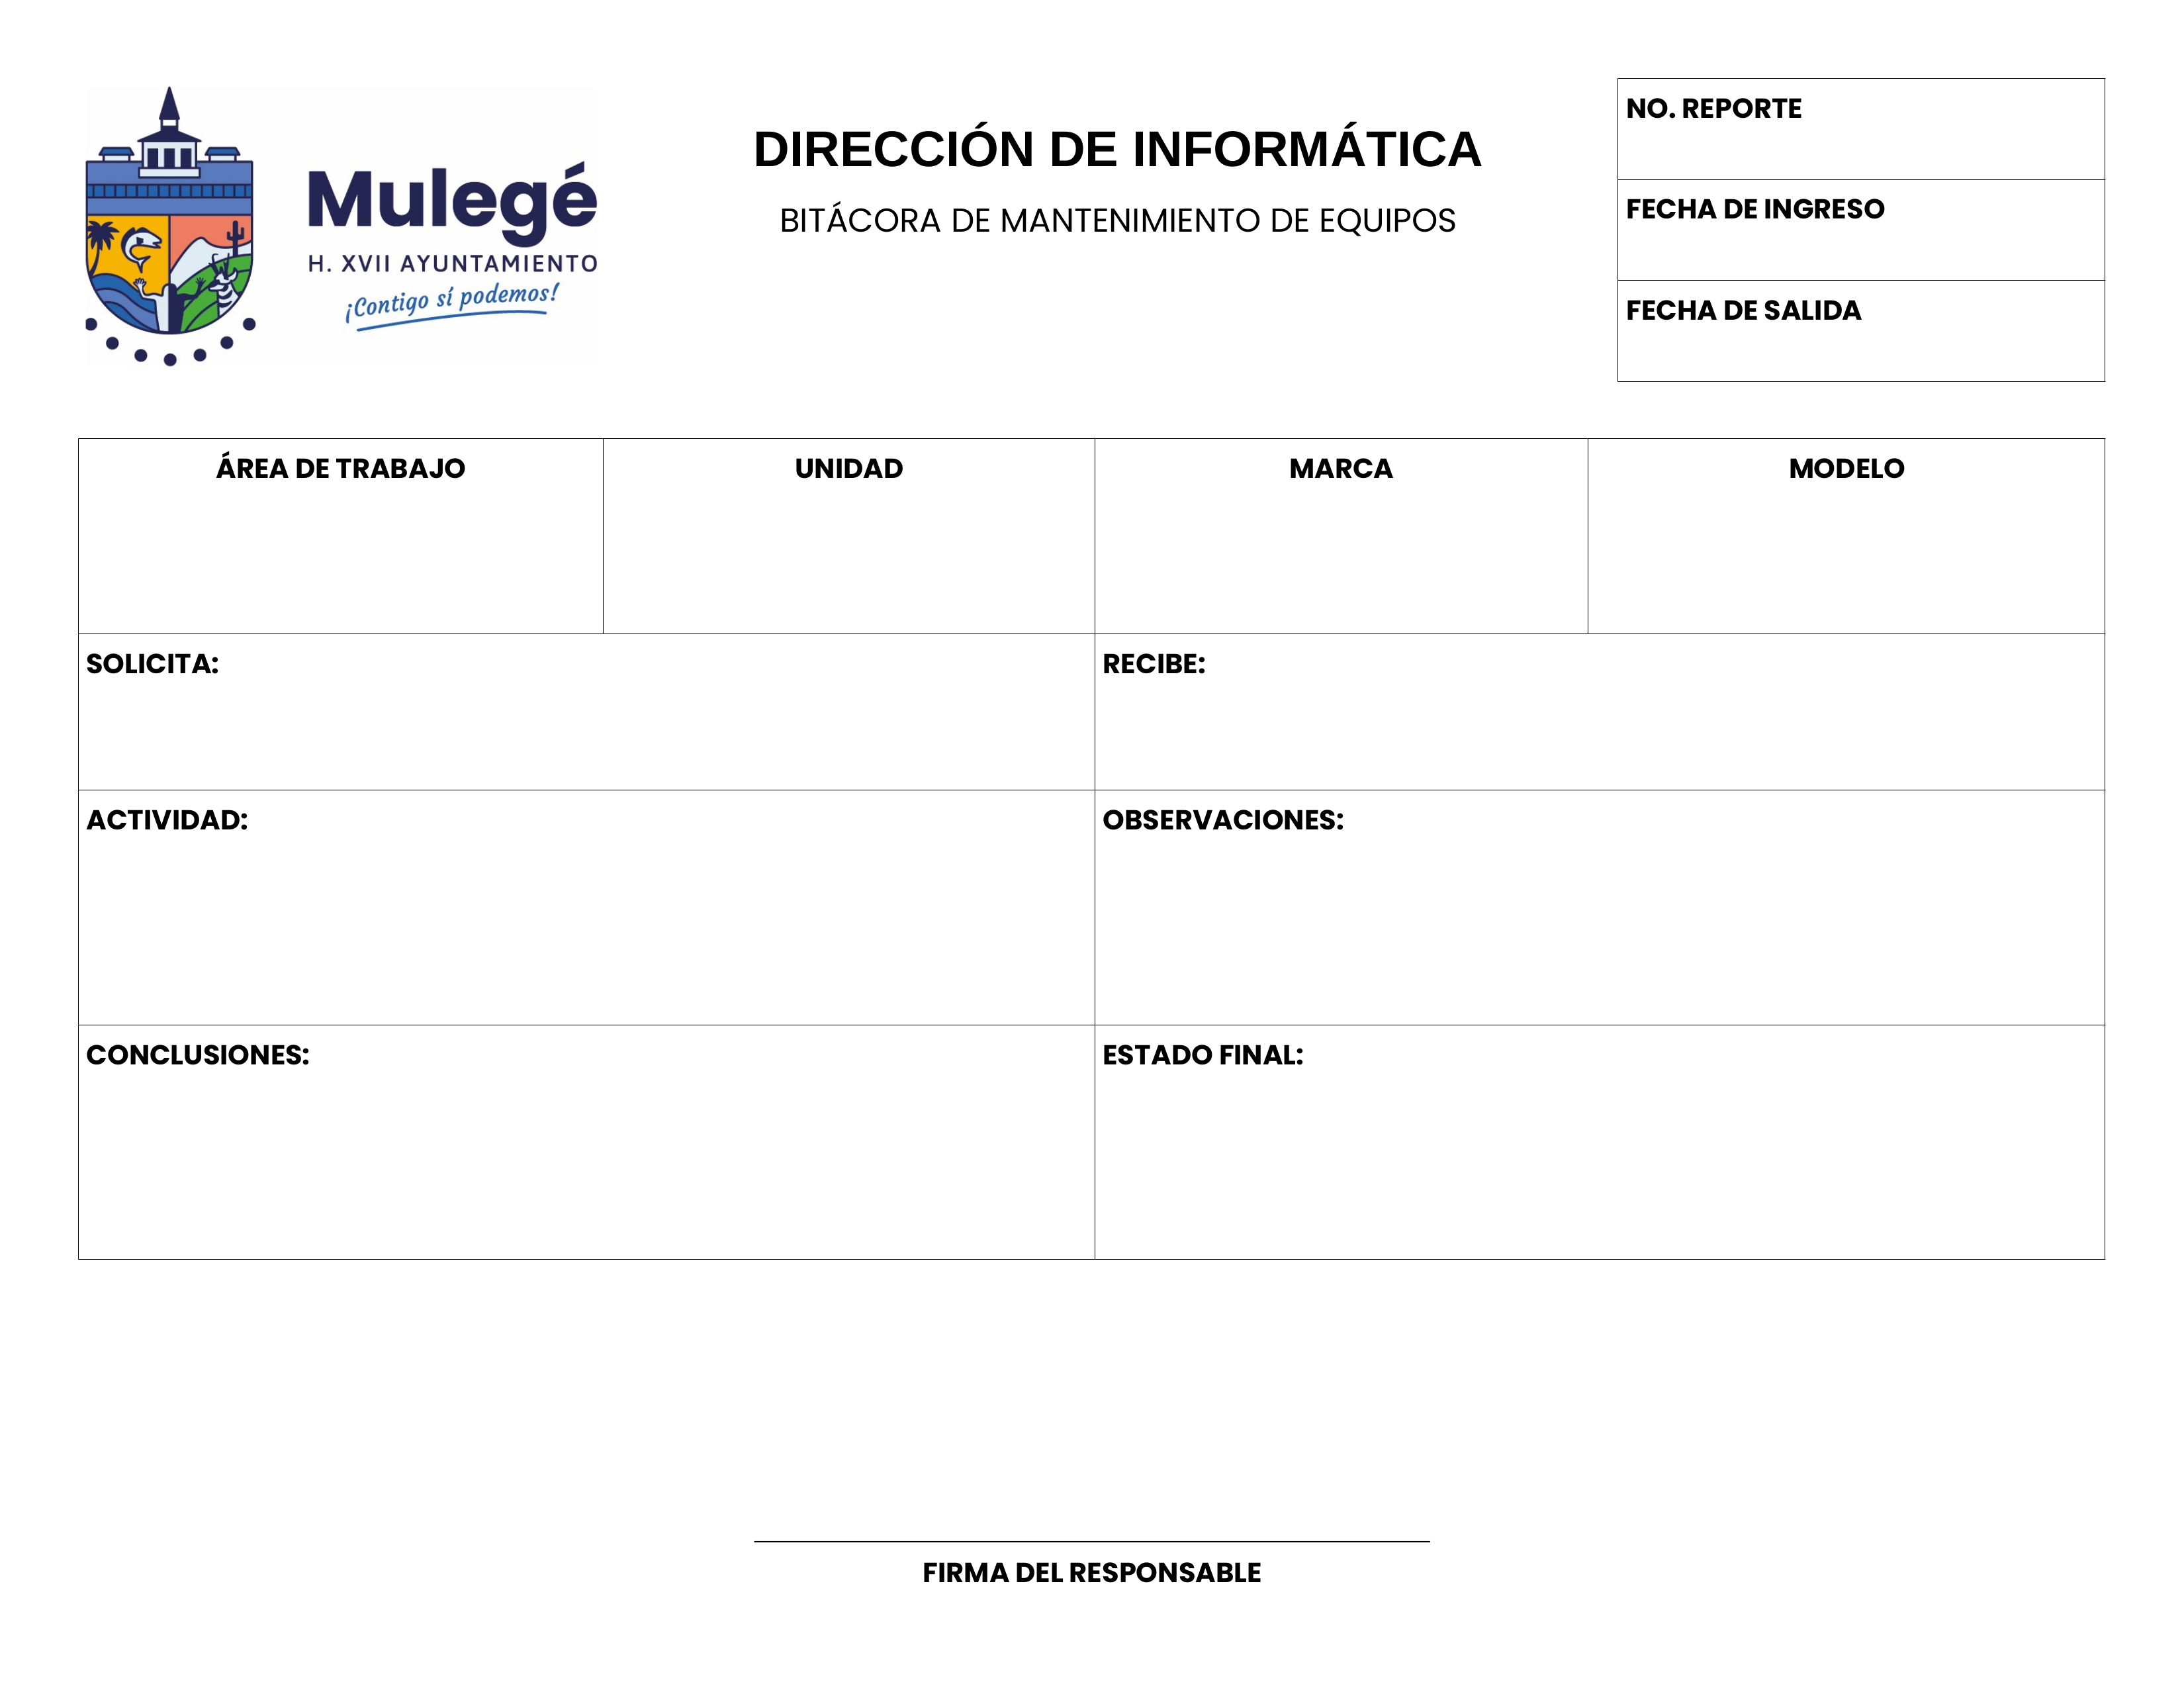 Mulegé
H. XVII AYUNTAMIENTO
¡Contigo sí podemos!
DIRECCIÓN DE INFORMÁTICA
BITÁCORA DE MANTENIMIENTO DE EQUIPOS
NO. REPORTE
FECHA DE INGRESO
FECHA DE SALIDA
ÁREA DE TRABAJO
UNIDAD
MARCA
MODELO
SOLICITA:
RECIBE:
ACTIVIDAD:
OBSERVACIONES:
CONCLUSIONES:
ESTADO FINAL:
FIRMA DEL RESPONSABLE